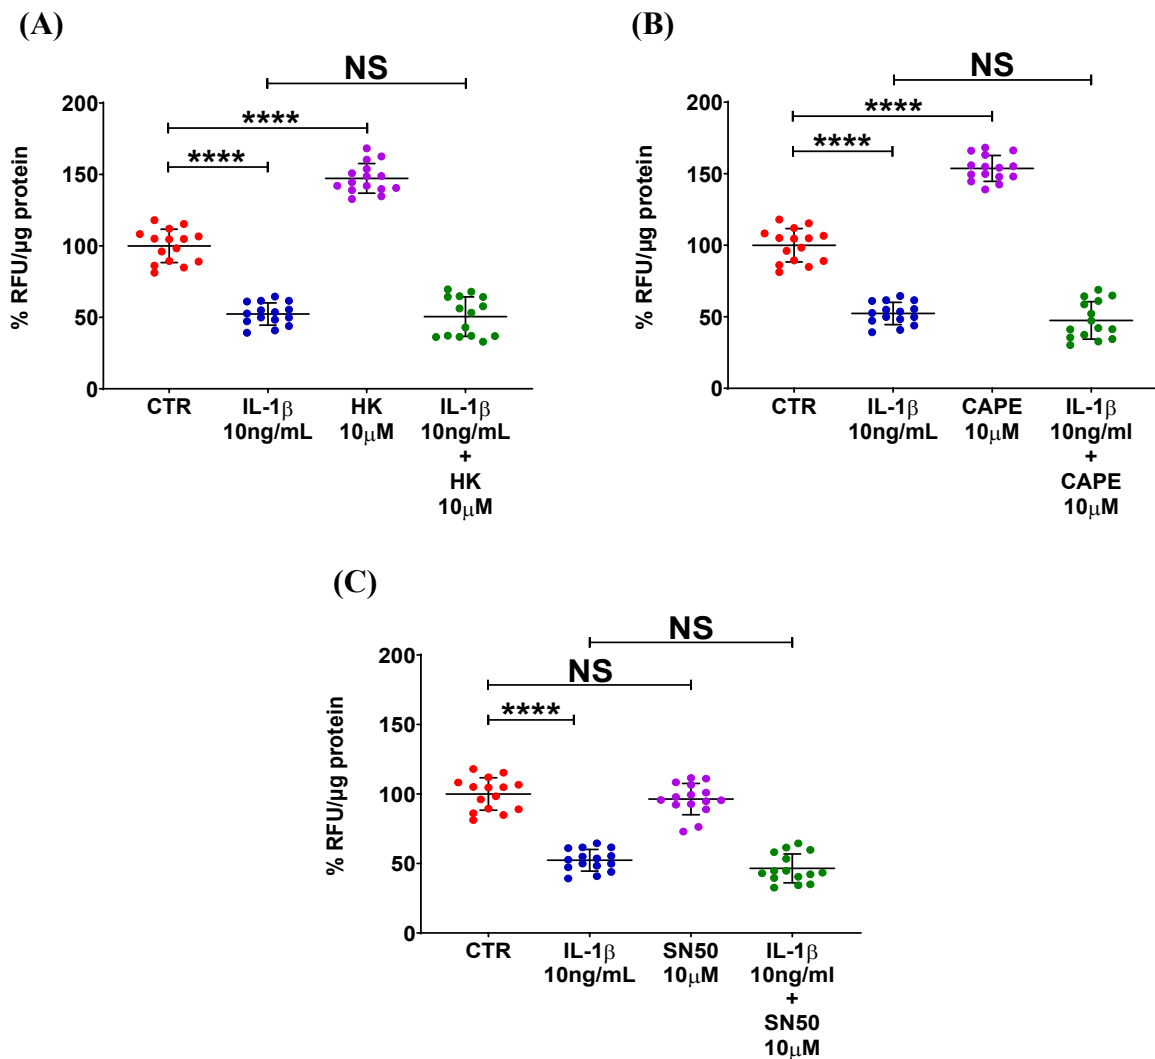 (A)
NS
****
****
% RFU/µg protein
200
150
100
50
0
CTR
IL-1β
10ng/mL
HK
10µM
IL-1β
10ng/mL
+
HK
10µM
(B)
NS
****
****
% RFU/µg protein
200
150
100
50
0
CTR
IL-1β
10ng/mL
CAPE
10µM
IL-1β
10ng/ml
+
CAPE
10µM
(C)
NS
NS
****
% RFU/µg protein
200
150
100
50
0
CTR
IL-1β
10ng/mL
SN50
10µM
IL-1β
10ng/ml
+
SN50
10µM